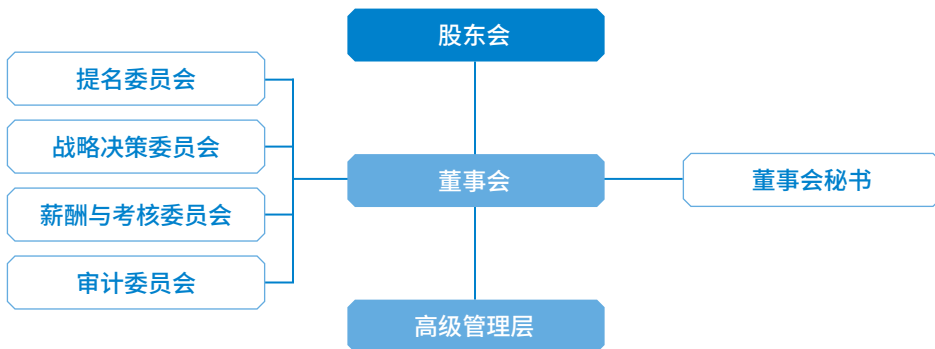 股东会
提名委员会
战略决策委员会
薪酬与考核委员会
审计委员会
董事会
董事会秘书
高级管理层